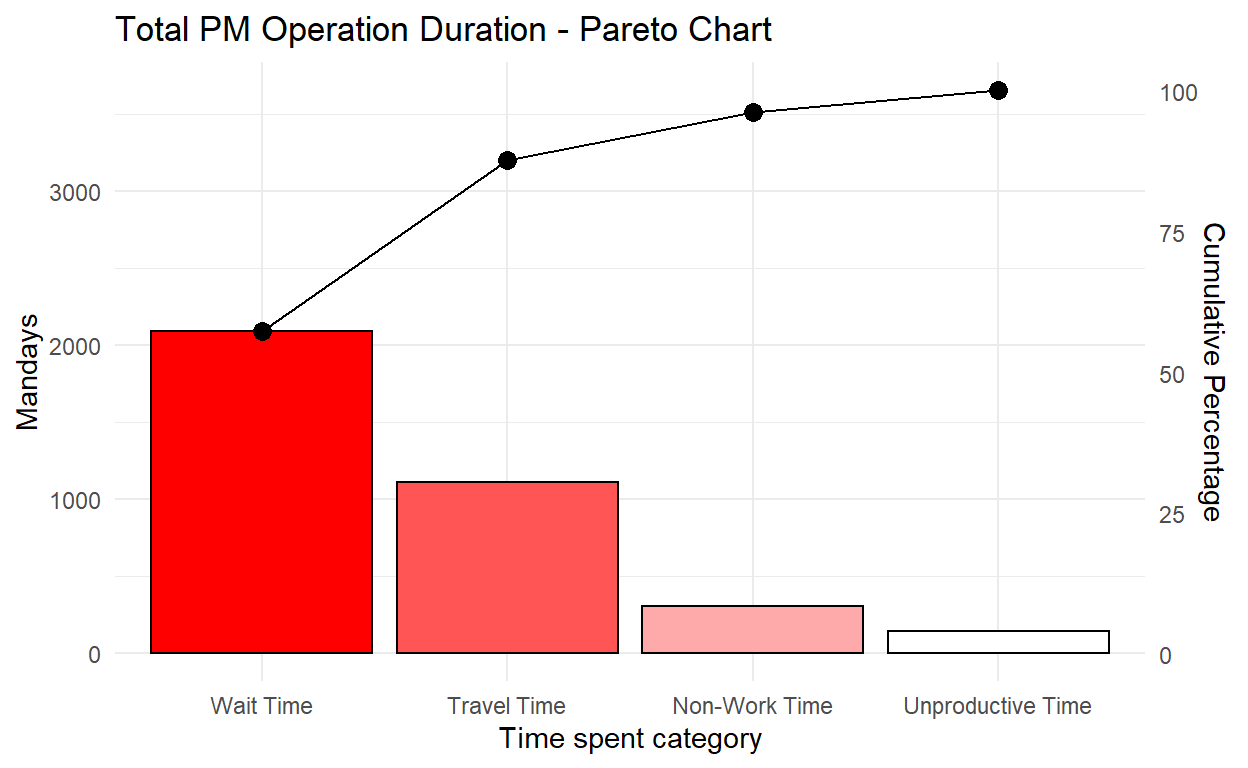 Total PM Operation Duration - Pareto Chart
Mandays
3000
2000
1000
0
100
75
50
25
0
Cumulative Percentage
Wait Time
Travel Time
Non-Work Time
Unproductive Time
Time spent category